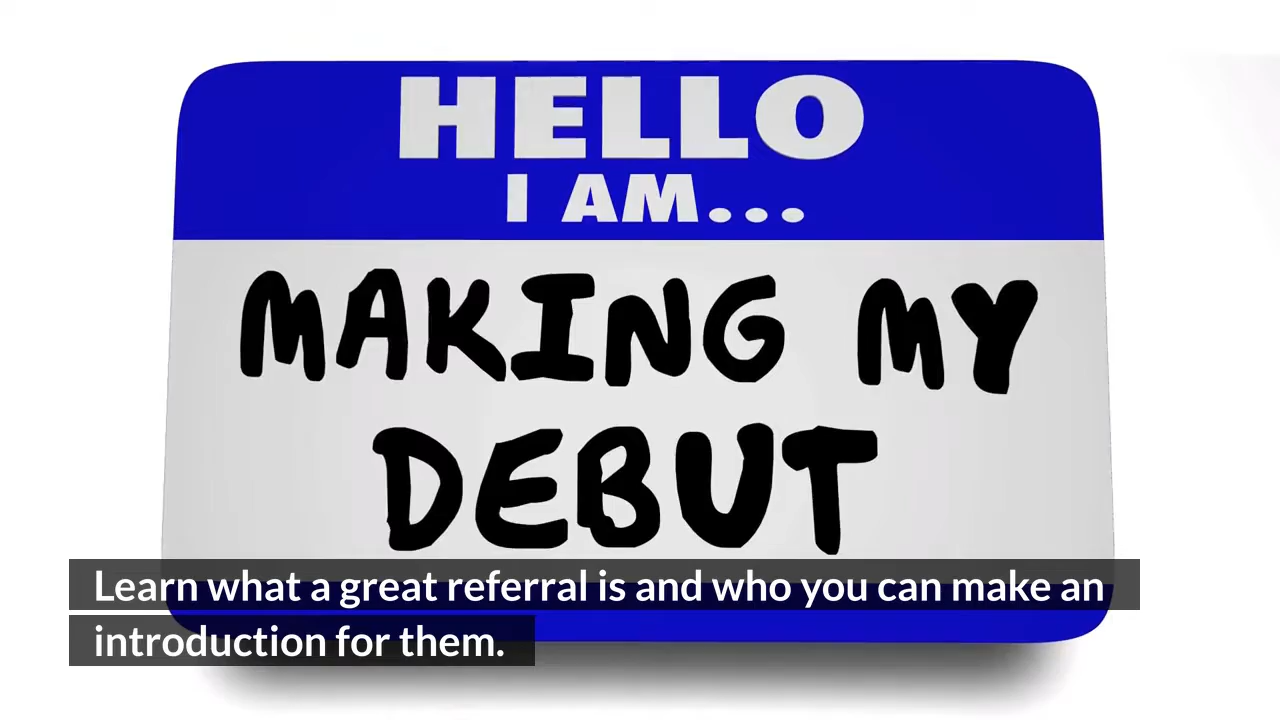 HELLO
I AM...
MAKING MY
DEBUT
Learn what a great referral is and who you can make an
introduction for them.